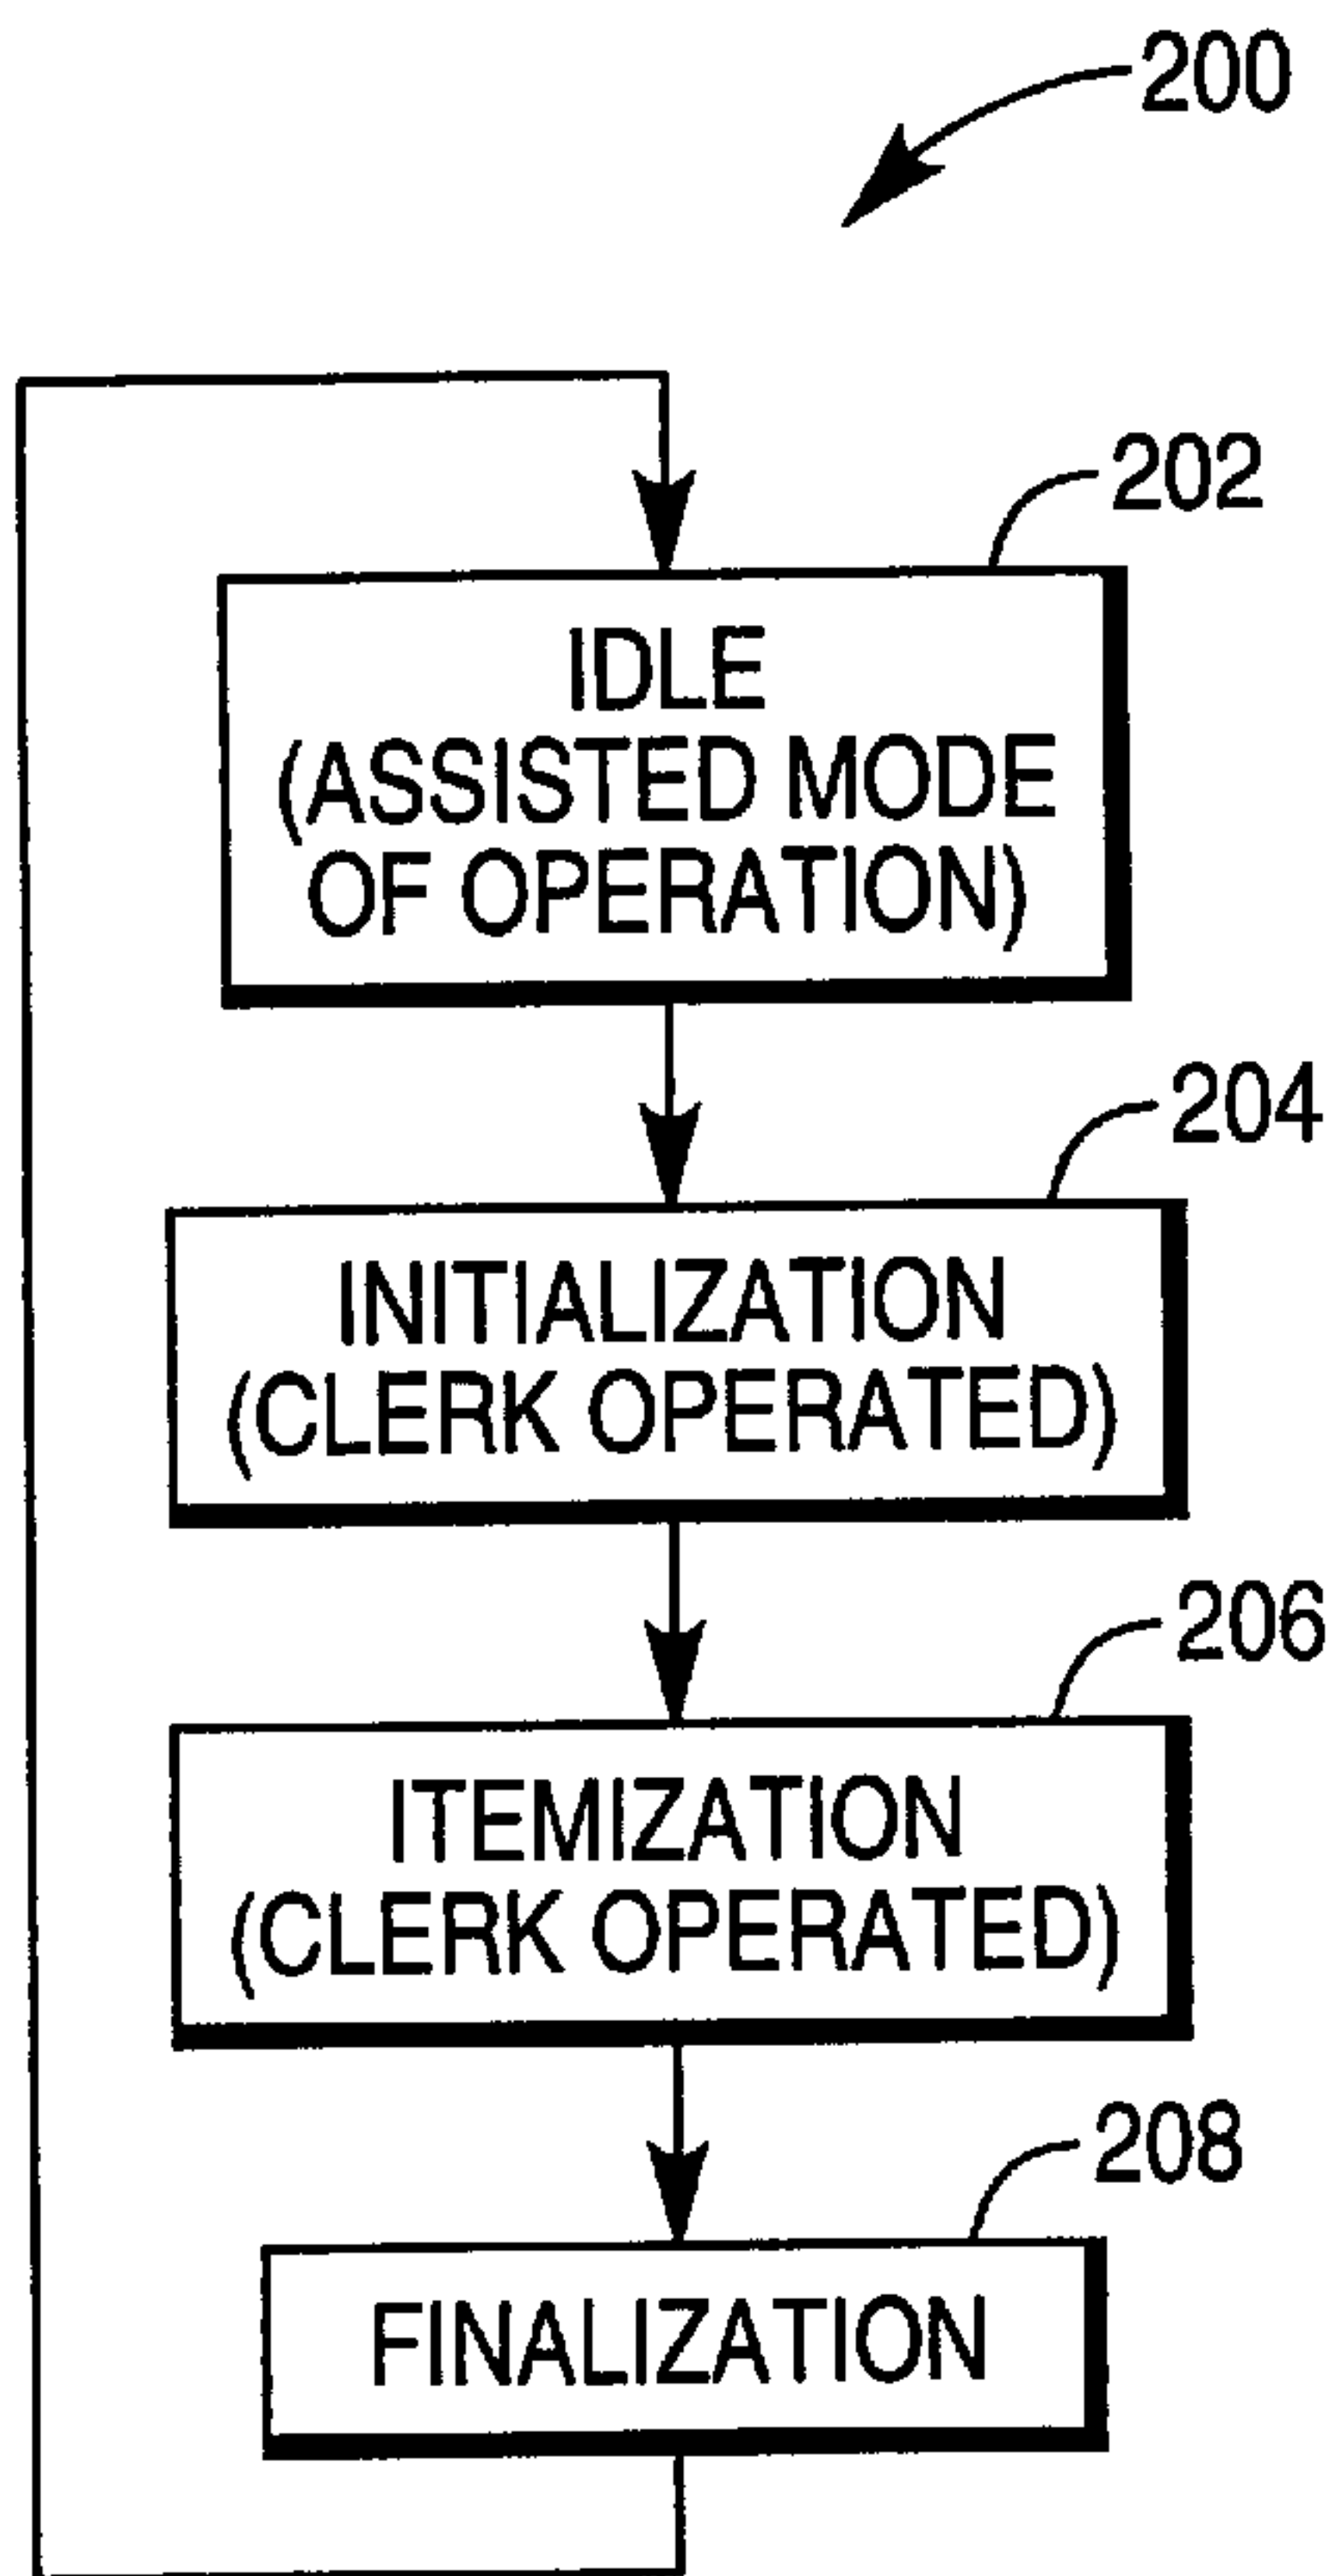 200
202
IDLE
(ASSISTED MODE
OF OPERATION)
204
INITIALIZATION
(CLERK OPERATED)
206
ITEMIZATION
(CLERK OPERATED)
208
FINALIZATION